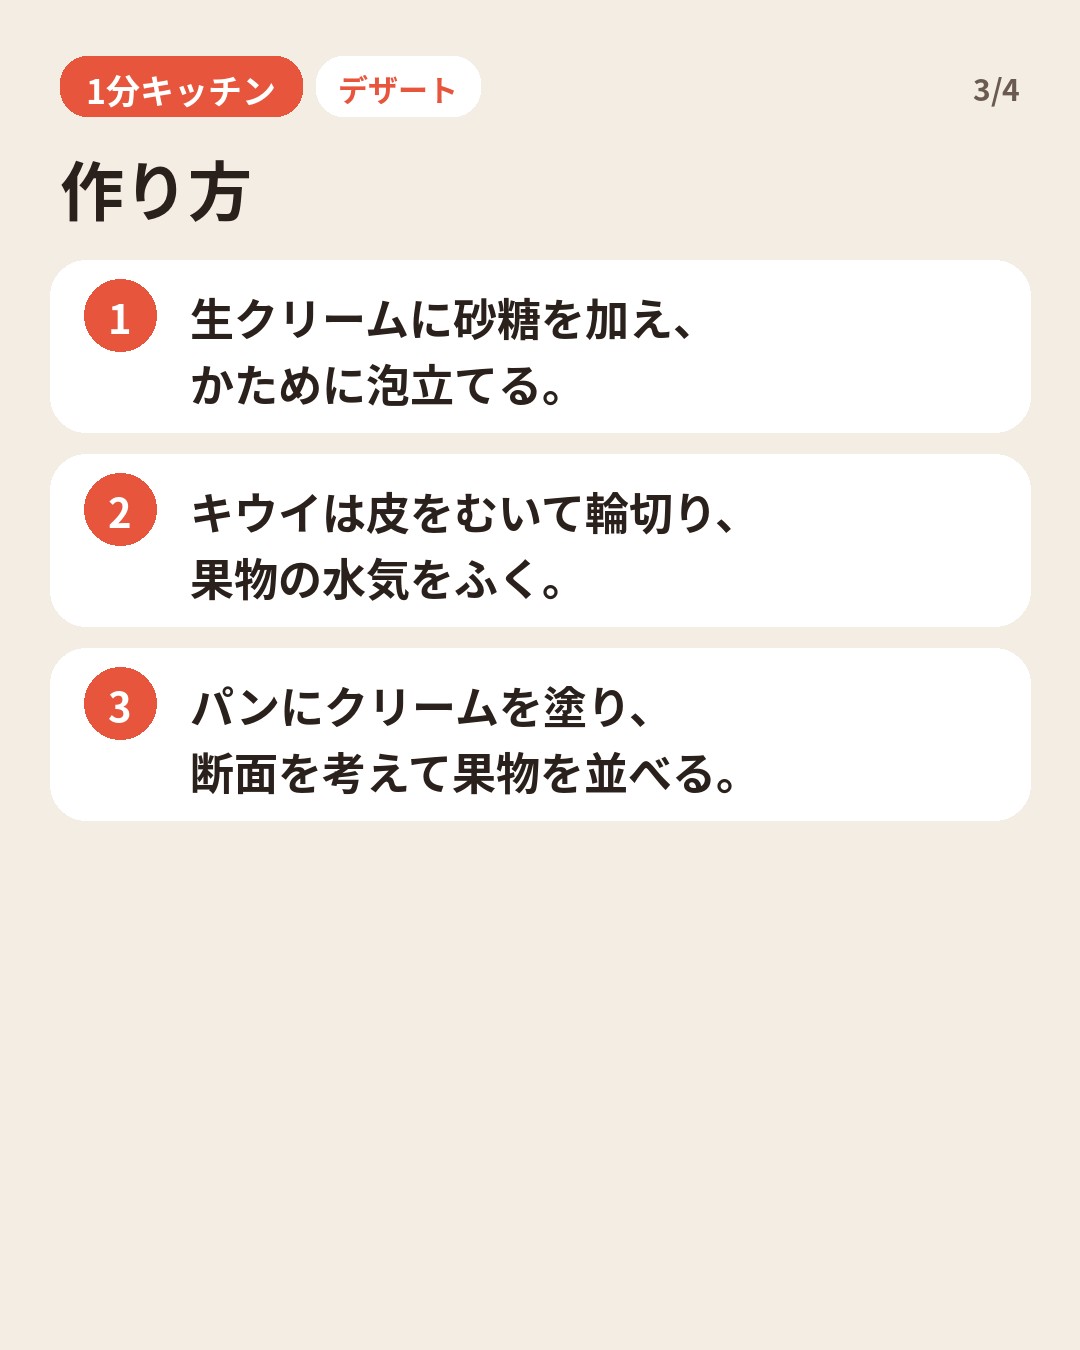 1分キッチン
デザート
3/4
作り方
1
生クリームに砂糖を加え、
かために泡立てる。
2
キウイは皮をむいて輪切り、
果物の水気をふく。
3
パンにクリームを塗り、
断面を考えて果物を並べる。